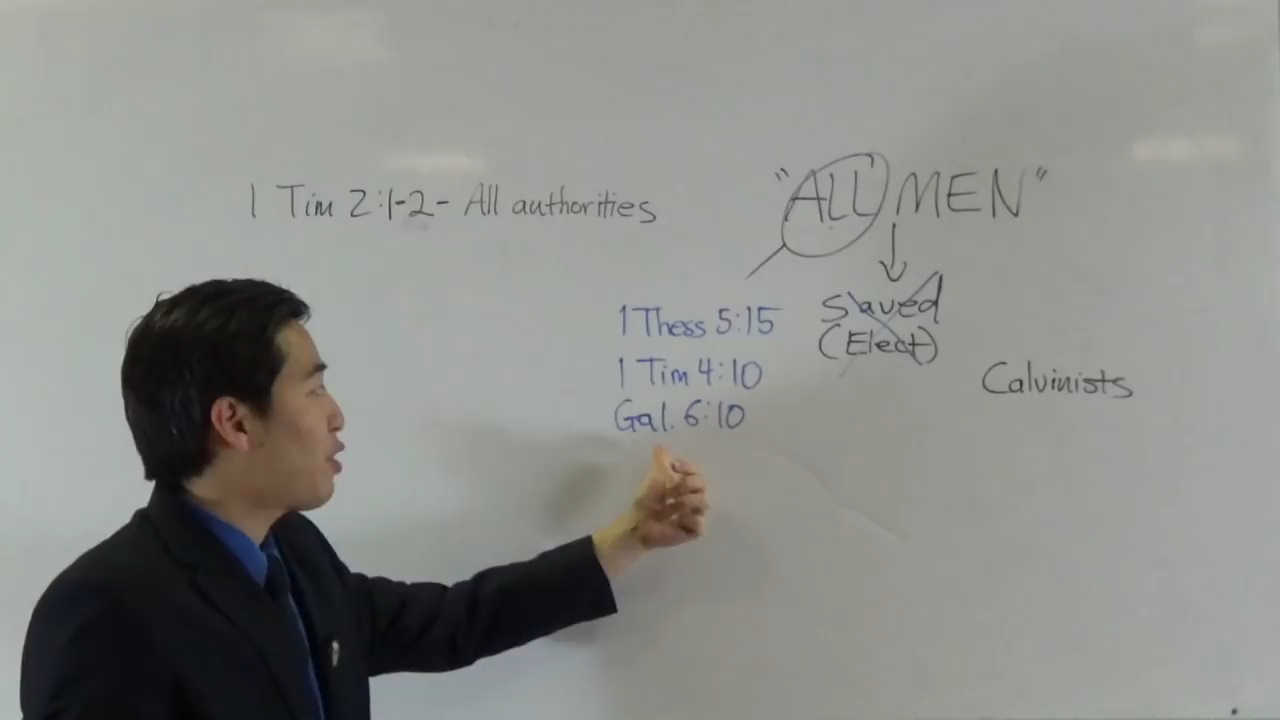 1 Tim 2:1-2- All authorities
"ALL MEN"
1 Thess 5:15
1 Tim 4:10
Gal. 6:10
Saved
(Elect)
Calvinists